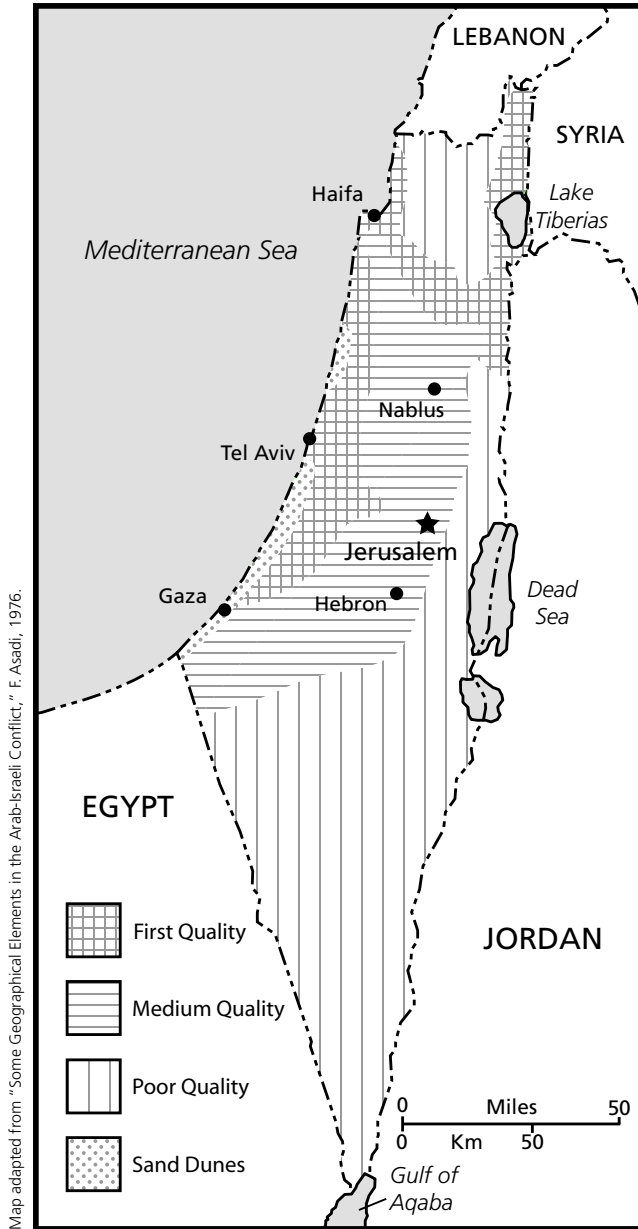 LEBANON
SYRIA
Haifa
Lake
Tiberias
Mediterranean Sea
Nablus
Tel Aviv
Jerusalem
Gaza
Hebron
Dead
Sea
EGYPT
JORDAN
First Quality
Medium Quality
Poor Quality
Sand Dunes
0 Miles 50
0 Km 50
Gulf of
Aqaba
Map adapted from “Some Geographical Elements in the Arab-Israeli Conflict,” F. Asadi, 1976.